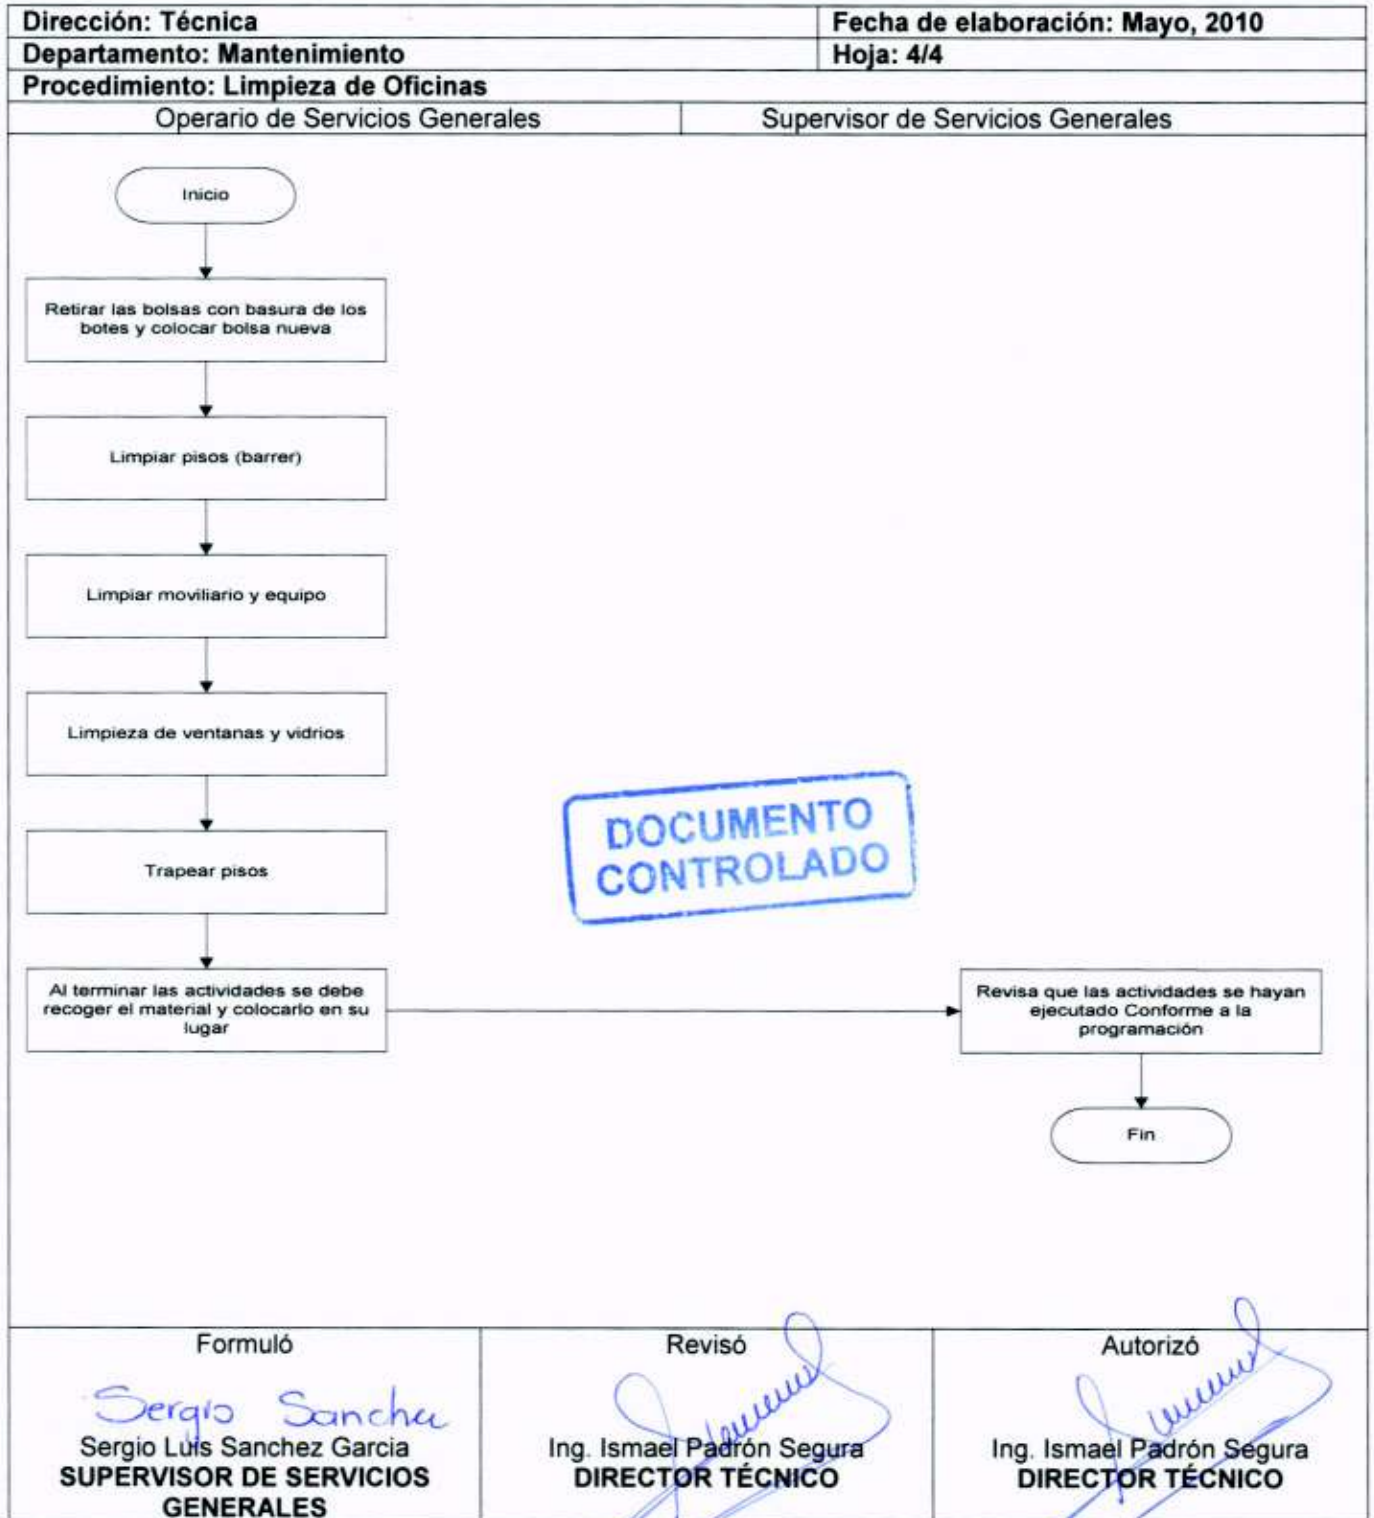 Dirección: Técnica
Fecha de elaboración: Mayo, 2010
Departamento: Mantenimiento
Hoja: 4/4
Procedimiento: Limpieza de Oficinas
Operario de Servicios Generales
Supervisor de Servicios Generales
Inicio
Retirar las bolsas con basura de los
botes y colocar bolsa nueva
Limpiar pisos (barrer)
Limpiar moviliario y equipo
Limpieza de ventanas y vidrios
Trapear pisos
DOCUMENTO
CONTROLADO
Al terminar las actividades se debe
recoger el material y colocarlo en su
lugar
Revisa que las actividades se hayan
ejecutado Conforme a la
programación
Fin
Formuló
Sergio Sanchez
Sergio Luis Sanchez Garcia
SUPERVISOR DE SERVICIOS
GENERALES
Revisó
Ing. Ismael Padrón Segura
DIRECTOR TÉCNICO
Autorizó
Ing. Ismael Padrón Segura
DIRECTOR TÉCNICO